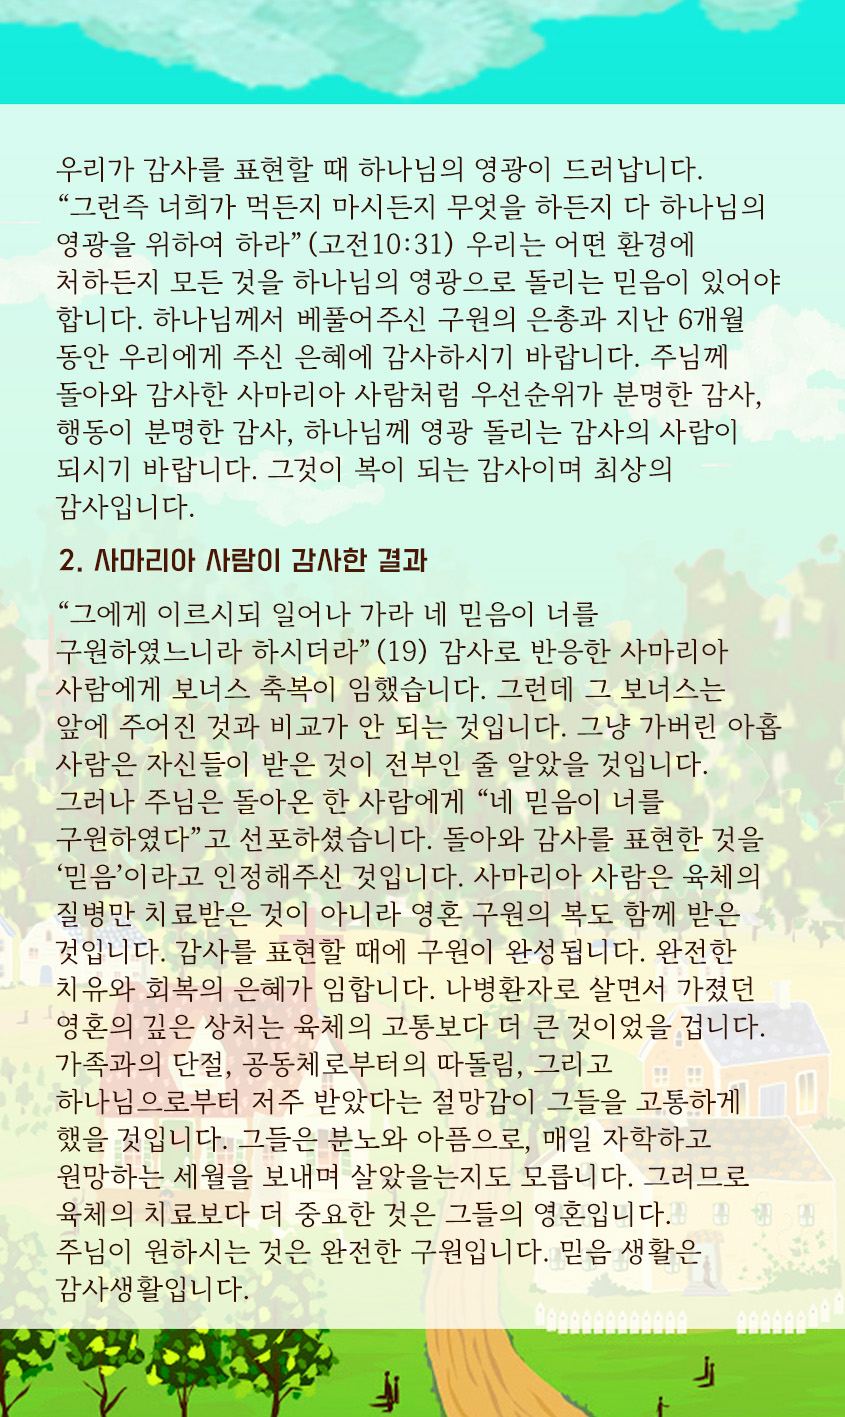 우리가 감사를 표현할 때 하나님의 영광이 드러납니다.
“그런즉 너희가 먹든지 마시든지 무엇을 하든지 다 하나님의
영광을 위하여 하라”(고전10:31) 우리는 어떤 환경에
처하든지 모든 것을 하나님의 영광으로 돌리는 믿음이 있어야
합니다. 하나님께서 베풀어주신 구원의 은총과 지난 6개월
동안 우리에게 주신 은혜에 감사하시기 바랍니다. 주님께
돌아와 감사한 사마리아 사람처럼 우선순위가 분명한 감사,
행동이 분명한 감사, 하나님께 영광 돌리는 감사의 사람이
되시기 바랍니다. 그것이 복이 되는 감사이며 최상의
감사입니다.
2. 사마리아 사람이 감사한 결과
“그에게 이르시되 일어나 가라 네 믿음이 너를
구원하였느니라 하시더라”(19) 감사로 반응한 사마리아
사람에게 보너스 축복이 임했습니다. 그런데 그 보너스는
앞에 주어진 것과 비교가 안 되는 것입니다. 그냥 가버린 아홉
사람은 자신들이 받은 것이 전부인 줄 알았을 것입니다.
그러나 주님은 돌아온 한 사람에게 “네 믿음이 너를
구원하였다”고 선포하셨습니다. 돌아와 감사를 표현한 것을
‘믿음’이라고 인정해주신 것입니다. 사마리아 사람은 육체의
질병만 치료받은 것이 아니라 영혼 구원의 복도 함께 받은
것입니다. 감사를 표현할 때에 구원이 완성됩니다. 완전한
치유와 회복의 은혜가 임합니다. 나병환자로 살면서 가졌던
영혼의 깊은 상처는 육체의 고통보다 더 큰 것이었을 겁니다.
가족과의 단절, 공동체로부터의 따돌림, 그리고
하나님으로부터 저주 받았다는 절망감이 그들을 고통하게
했을 것입니다. 그들은 분노와 아픔으로, 매일 자학하고
원망하는 세월을 보내며 살았을는지도 모릅니다. 그러므로
육체의 치료보다 더 중요한 것은 그들의 영혼입니다.
주님이 원하시는 것은 완전한 구원입니다. 믿음 생활은
감사생활입니다.